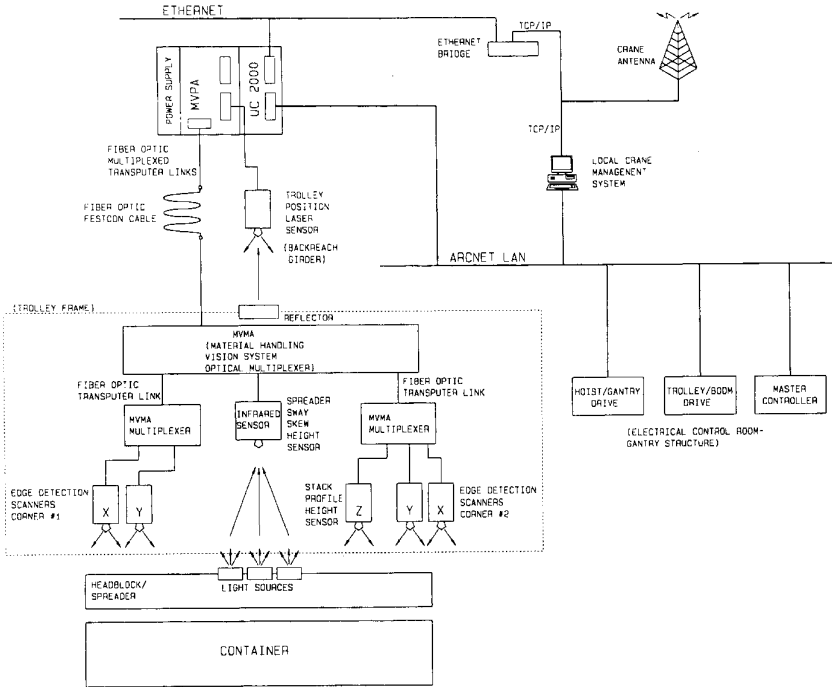 ETHERNET
TCP/IP
ETHERNET
BRIDGE
CRANE
ANTENNA
POWER SUPPLY
MVPA
UC 2000
TCP/IP
FIBER OPTIC
MULTIPLEXED
TRANSPUTER LINKS
LOCAL CRANE
MANAGEMENT
SYSTEM
FIBER OPTIC
FESTOON CABLE
TROLLEY
POSITION
LASER
SENSOR
(BACKREACH
GIRDER)
ARCNET LAN
(TROLLEY FRAME)
REFLECTOR
MVMA
(MATERIAL HANDLING
VISION SYSTEM
OPTICAL MULTIPLEXER)
FIBER OPTIC
TRANSPUTER LINK
FIBER OPTIC
TRANSPUTER LINK
MVMA
MULTIPLEXER
INFRARED
SENSOR
SPREADER
SWAY
SKEW
HEIGHT
SENSOR
MVMA
MULTIPLEXER
HOIST/GANTRY
DRIVE
TROLLEY/BOOM
DRIVE
MASTER
CONTROLLER
(ELECTRICAL CONTROL ROOM-
GANTRY STRUCTURE)
EDGE DETECTION
SCANNERS
CORNER #1
X
Y
STACK
PROFILE
HEIGHT
SENSOR
Z
Y
X
EDGE DETECTION
SCANNERS
CORNER #2
HEADBLOCK/
SPREADER
LIGHT SOURCES
CONTAINER